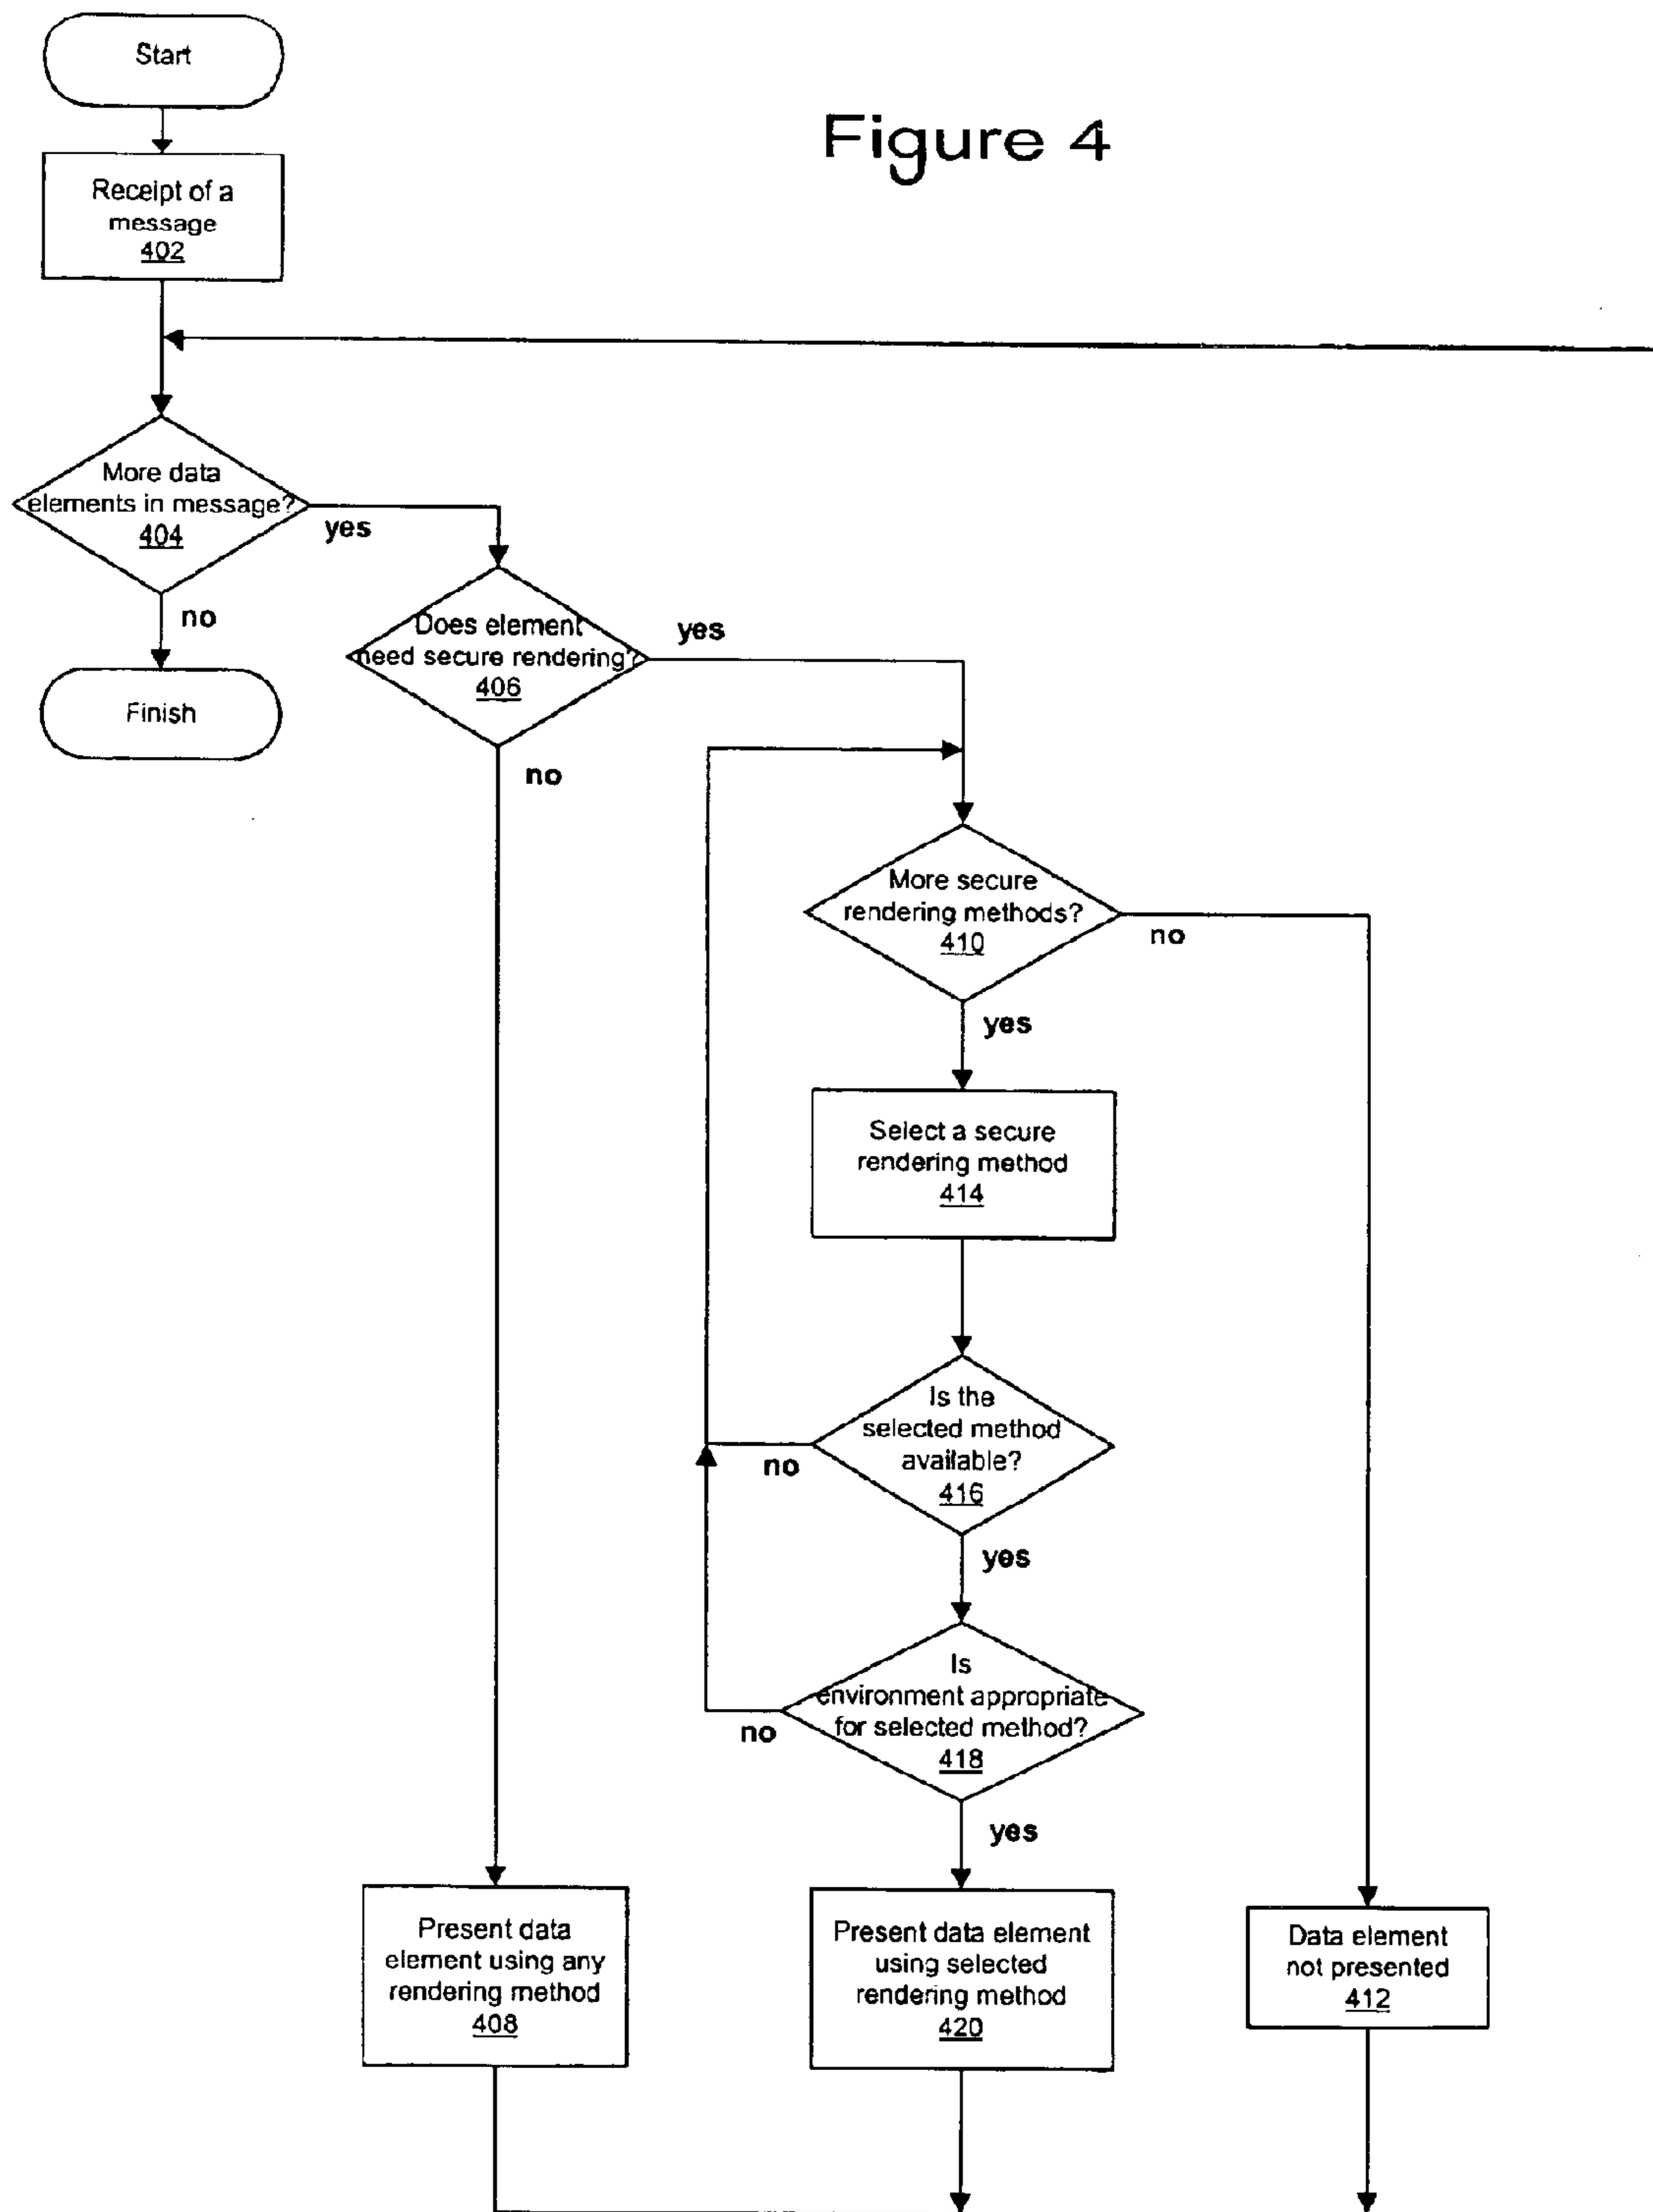 Start
Figure 4
Receipt of a
message
402
More data
elements in message?
404
yes
no
Finish
Does element
need secure rendering?
406
yes
no
More secure
rendering methods?
410
no
yes
Select a secure
rendering method
414
Is the
selected method
available?
416
no
yes
Is
environment appropriate
for selected method?
418
no
yes
Present data
element using any
rendering method
408
Present data element
using selected
rendering method
420
Data element
not presented
412